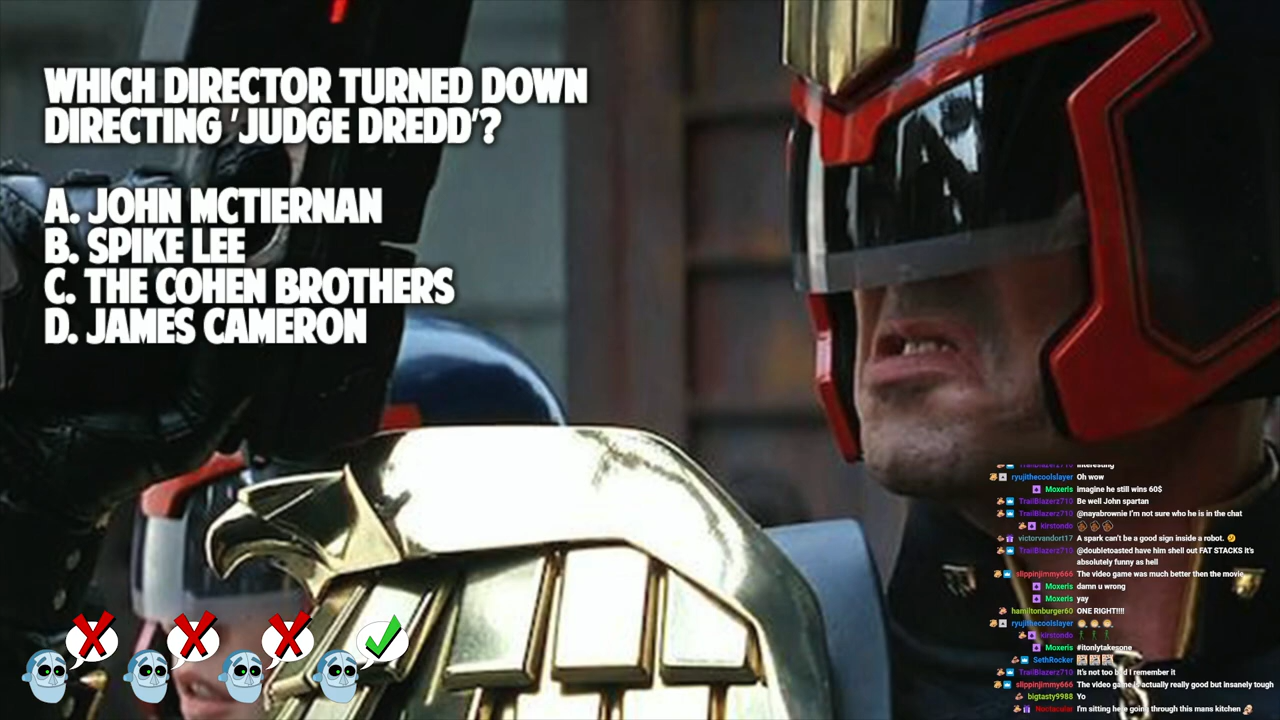 WHICH DIRECTOR TURNED DOWN
DIRECTING 'JUDGE DREDD'?
A. JOHN MCTIERNAN
B. SPIKE LEE
C. THE COHEN BROTHERS
D. JAMES CAMERON
TrailBlazerz710 interesting
ryujithecoolslayer Oh wow
Moxeris imagine he still wins 60$
TrailBlazerz710 Be well John spartan
TrailBlazerz710 @nayabrownie I'm not sure who he is in the chat
kirstondo
victorvandort17 A spark can't be a good sign inside a robot.
TrailBlazerz710 @doubletoasted have him shell out FAT STACKS it's
absolutely funny as hell
slippinjimmy666 The video game was much better then the movie
Moxeris damn u wrong
Moxeris yay
hamiltonburger60 ONE RIGHT!!!!
ryujithecoolslayer
kirstondo
Moxeris #itonlytakesone
SethRocker
TrailBlazerz710 It's not too bad I remember it
slippinjimmy666 The video game is actually really good but insanely tough
bigtasty9988 Yo
Noctacular I'm sitting here going through this mans kitchen